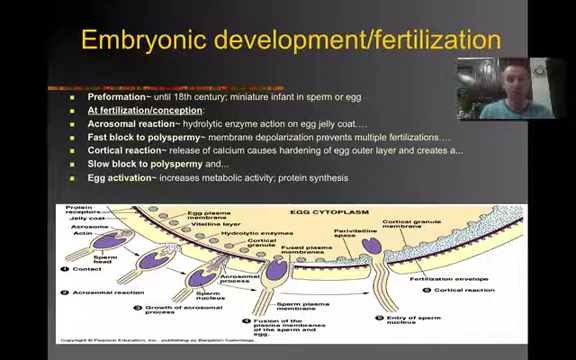 Embryonic development/fertilization
Preformation~ until 18th century; miniature infant in sperm or egg
At fertilization/conception:
Acrosomal reaction~ hydrolytic enzyme action on egg jelly coat….
Fast block to polyspermy~ membrane depolarization prevents multiple fertilizations….
Cortical reaction~ release of calcium causes hardening of egg outer layer and creates a...
Slow block to polyspermy and...
Egg activation~ increases metabolic activity; protein synthesis
Protein
receptors
Jelly coat
Acrosome
Actin
Sperm
head
Egg plasma
membrane
Vitelline layer
Hydrolytic enzymes
Cortical
granule
Fused plasma
membranes
EGG CYTOPLASM
Perivitelline
space
Cortical granule
membrane
Sperm
nucleus
Acrosomal
process
Sperm plasma
membrane
Fertilization envelope
1 Contact
2 Acrosomal reaction
3 Growth of acrosomal
process
4 Fusion of the
plasma membranes
of the sperm and
egg.
5 Entry of sperm
nucleus
6 Cortical reaction
Copyright © Pearson Education, Inc., publishing as Benjamin Cummings.